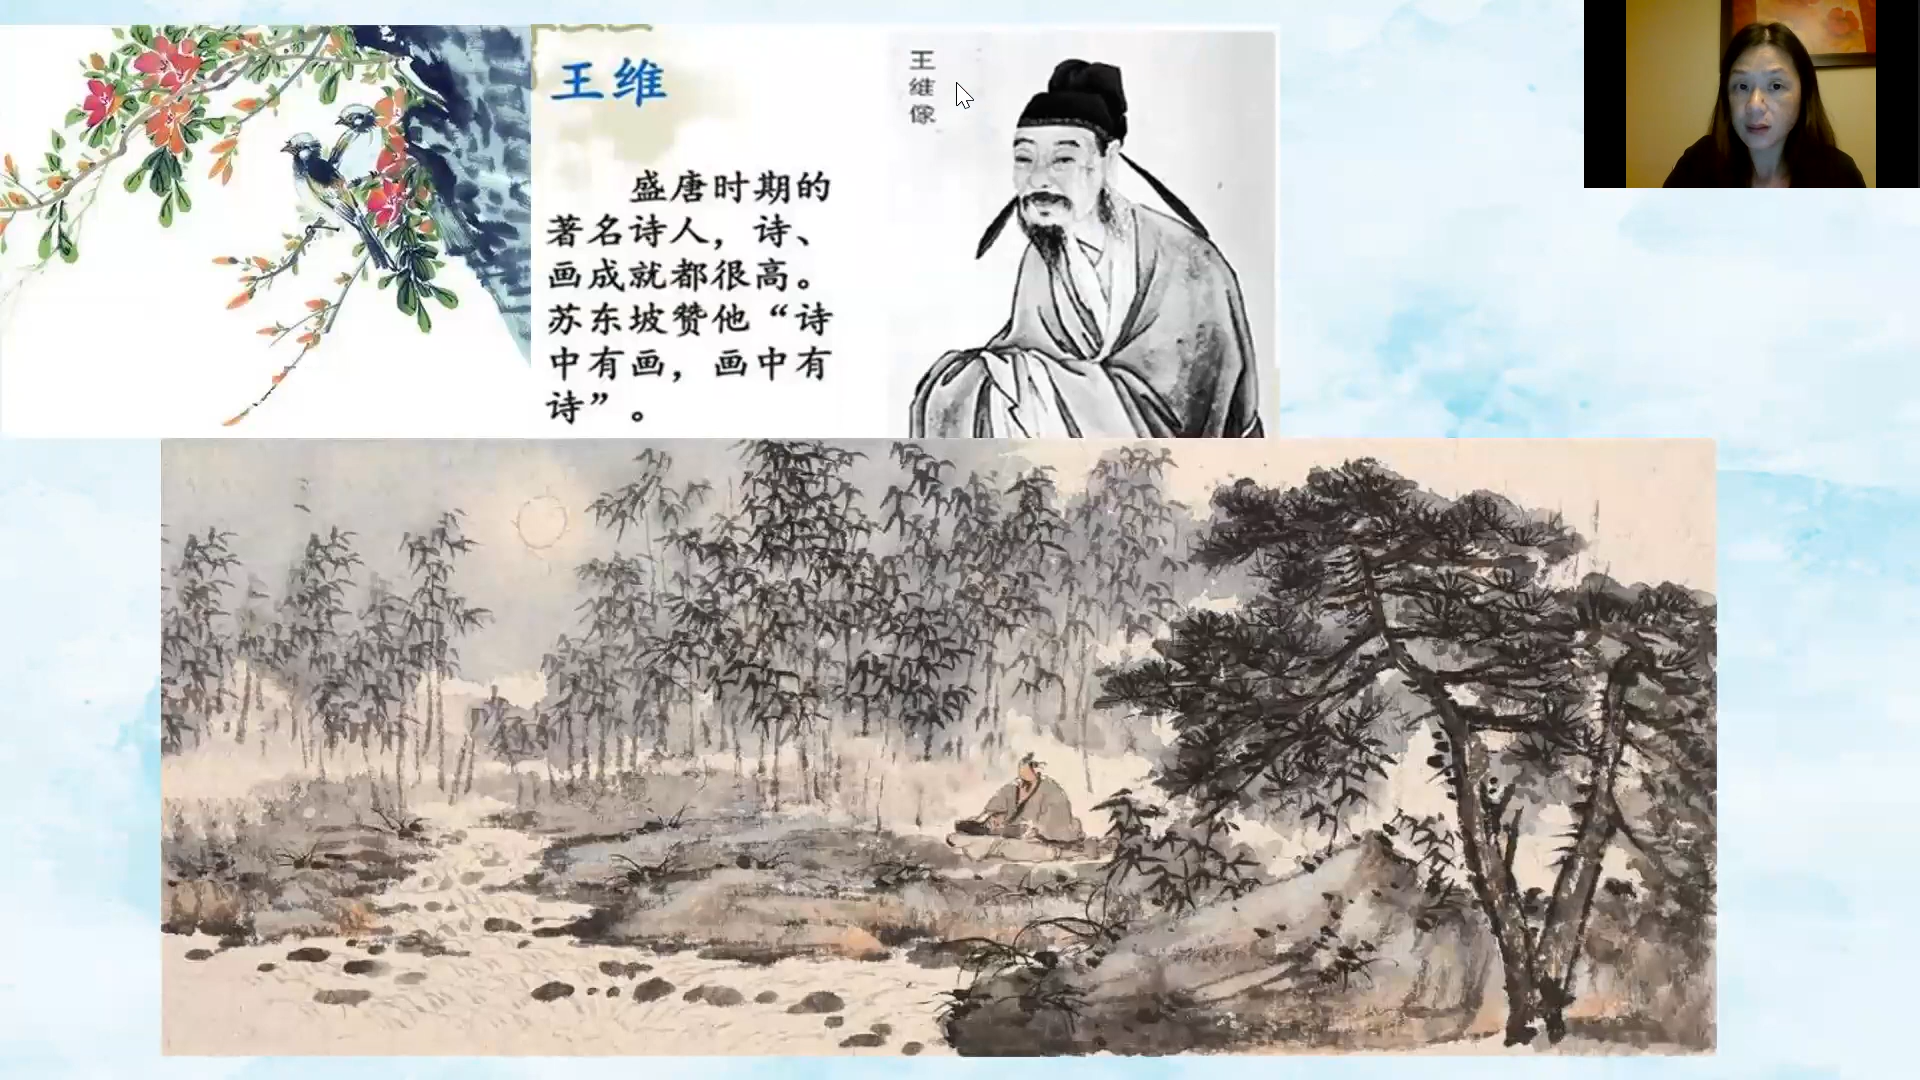 王维
盛唐时期的
著名诗人，诗、
画成就都很高。
苏东坡赞他“诗
中有画，画中有
诗”。
王
维
像